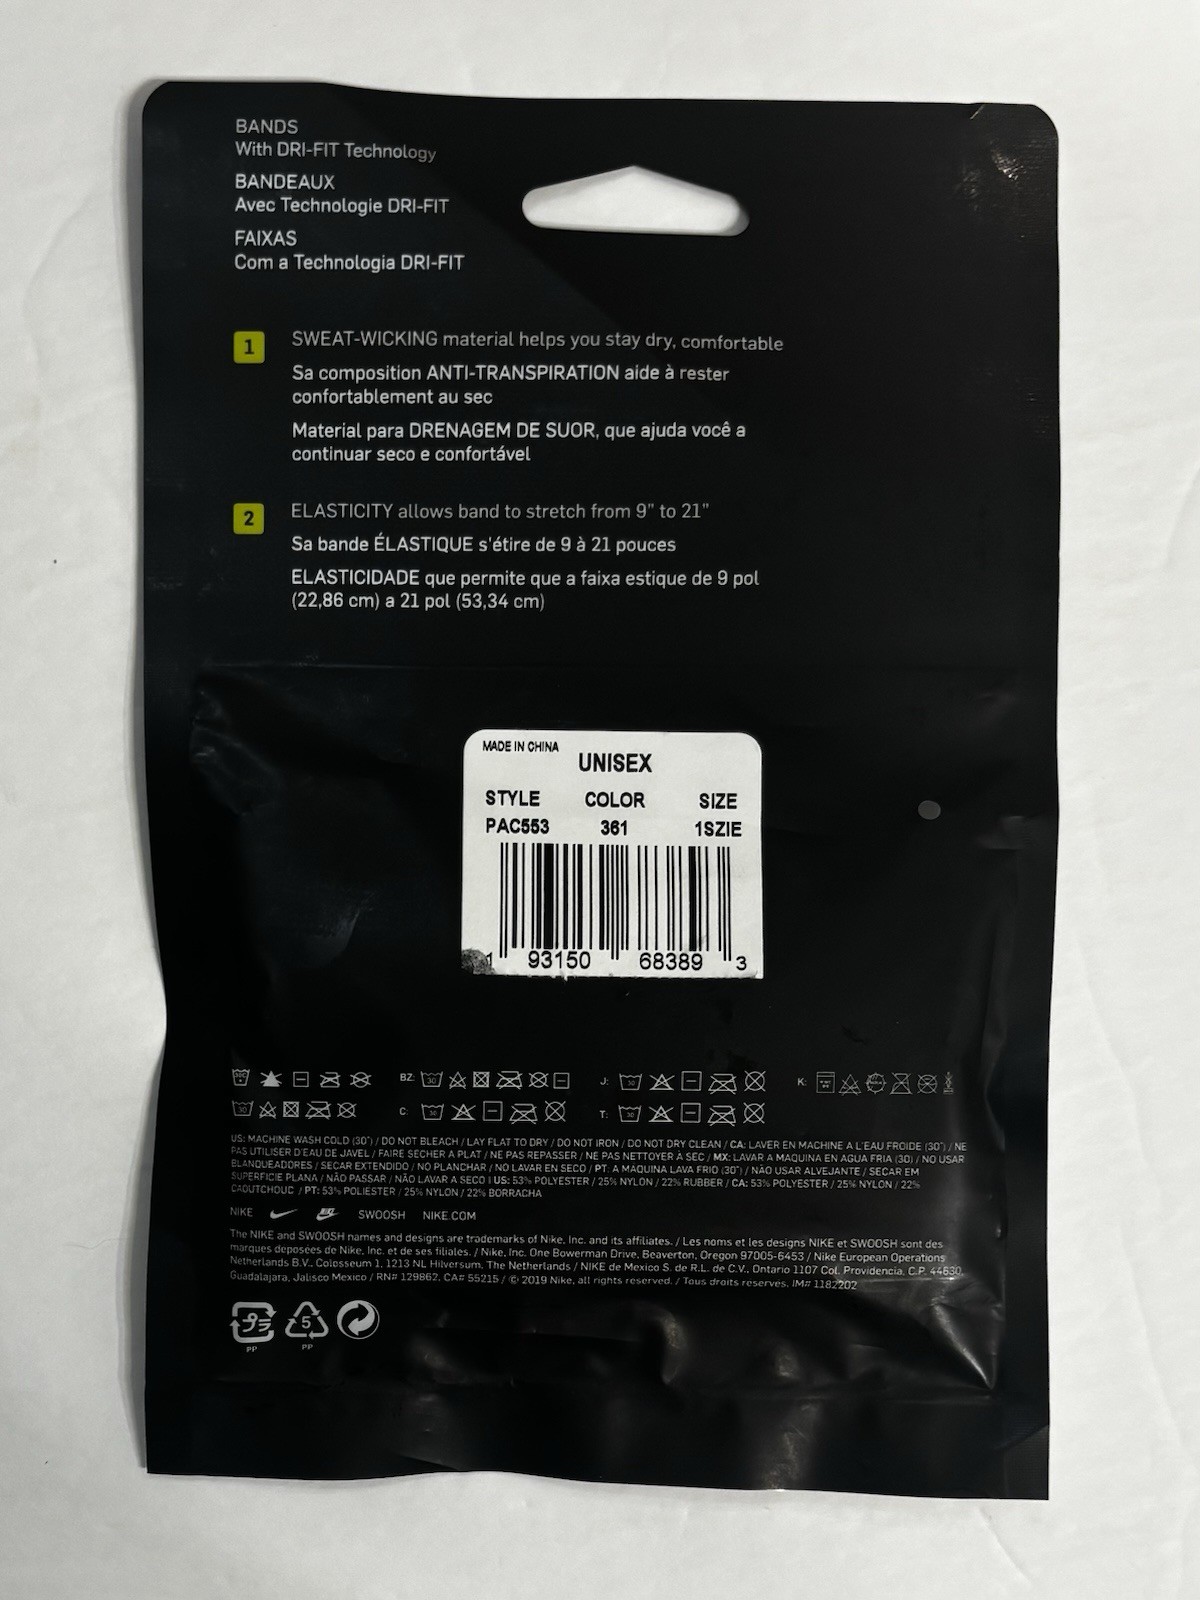 BANDS
With DRI-FIT Technology
BANDEAUX
Avec Technologie DRI-FIT
FAIXAS
Com a Technologia DRI-FIT
1
SWEAT-WICKING material helps you stay dry, comfortable
Sa composition ANTI-TRANSPIRATION aide à rester
confortablement au sec
Material para DRENAGEM DE SUOR, que ajuda você a
continuar seco e confortável
2
ELASTICITY allows band to stretch from 9" to 21"
Sa bande ÉLASTIQUE s'étire de 9 à 21 pouces
ELASTICIDADE que permite que a faixa estique de 9 pol
(22,86 cm) a 21 pol (53,34 cm)
MADE IN CHINA
UNISEX
STYLE COLOR SIZE
PAC553 361 1SZIE
1 93150 68389 3
BZ: J: K:
C: T:
US: MACHINE WASH COLD (30°) / DO NOT BLEACH / LAY FLAT TO DRY / DO NOT IRON / DO NOT DRY CLEAN / CA: LAVER EN MACHINE A L'EAU FROIDE (30°) / NE
PAS UTILISER D'EAU DE JAVEL / FAIRE SECHER A PLAT / NE PAS REPASSER / NE PAS NETTOYER À SEC / MX: LAVAR A MAQUINA EN AGUA FRIA (30) / NO USAR
BLANQUEADORES / SECAR EXTENDIDO / NO PLANCHAR / NO LAVAR EN SECO / PT: A MAQUINA LAVA FRIO (30°) / NÃO USAR ALVEJANTE / SECAR EM
SUPERFICIE PLANA / NÃO PASSAR / NÃO LAVAR A SECO | US: 53% POLYESTER / 25% NYLON / 22% RUBBER / CA: 53% POLYESTER / 25% NYLON / 22%
CAOUTCHOUC / PT: 53% POLIESTER / 25% NYLON / 22% BORRACHA
NIKE NIKE SWOOSH NIKE.COM
The NIKE and SWOOSH names and designs are trademarks of Nike, Inc. and its affiliates. / Les noms et les designs NIKE et SWOOSH sont des
marques deposées de Nike, Inc. et de ses filiales. / Nike, Inc. One Bowerman Drive, Beaverton, Oregon 97005-6453 / Nike European Operations
Netherlands B.V., Colosseum 1, 1213 NL Hilversum, The Netherlands / NIKE de Mexico S. de R.L. de C.V., Ontario 1107 Col. Providencia, C.P. 44630,
Guadalajara, Jalisco Mexico / RN# 129862, CA# 55215 / © 2019 Nike, all rights reserved. / Tous droits reserves. IM# 1182202
プラ 5
PP PP